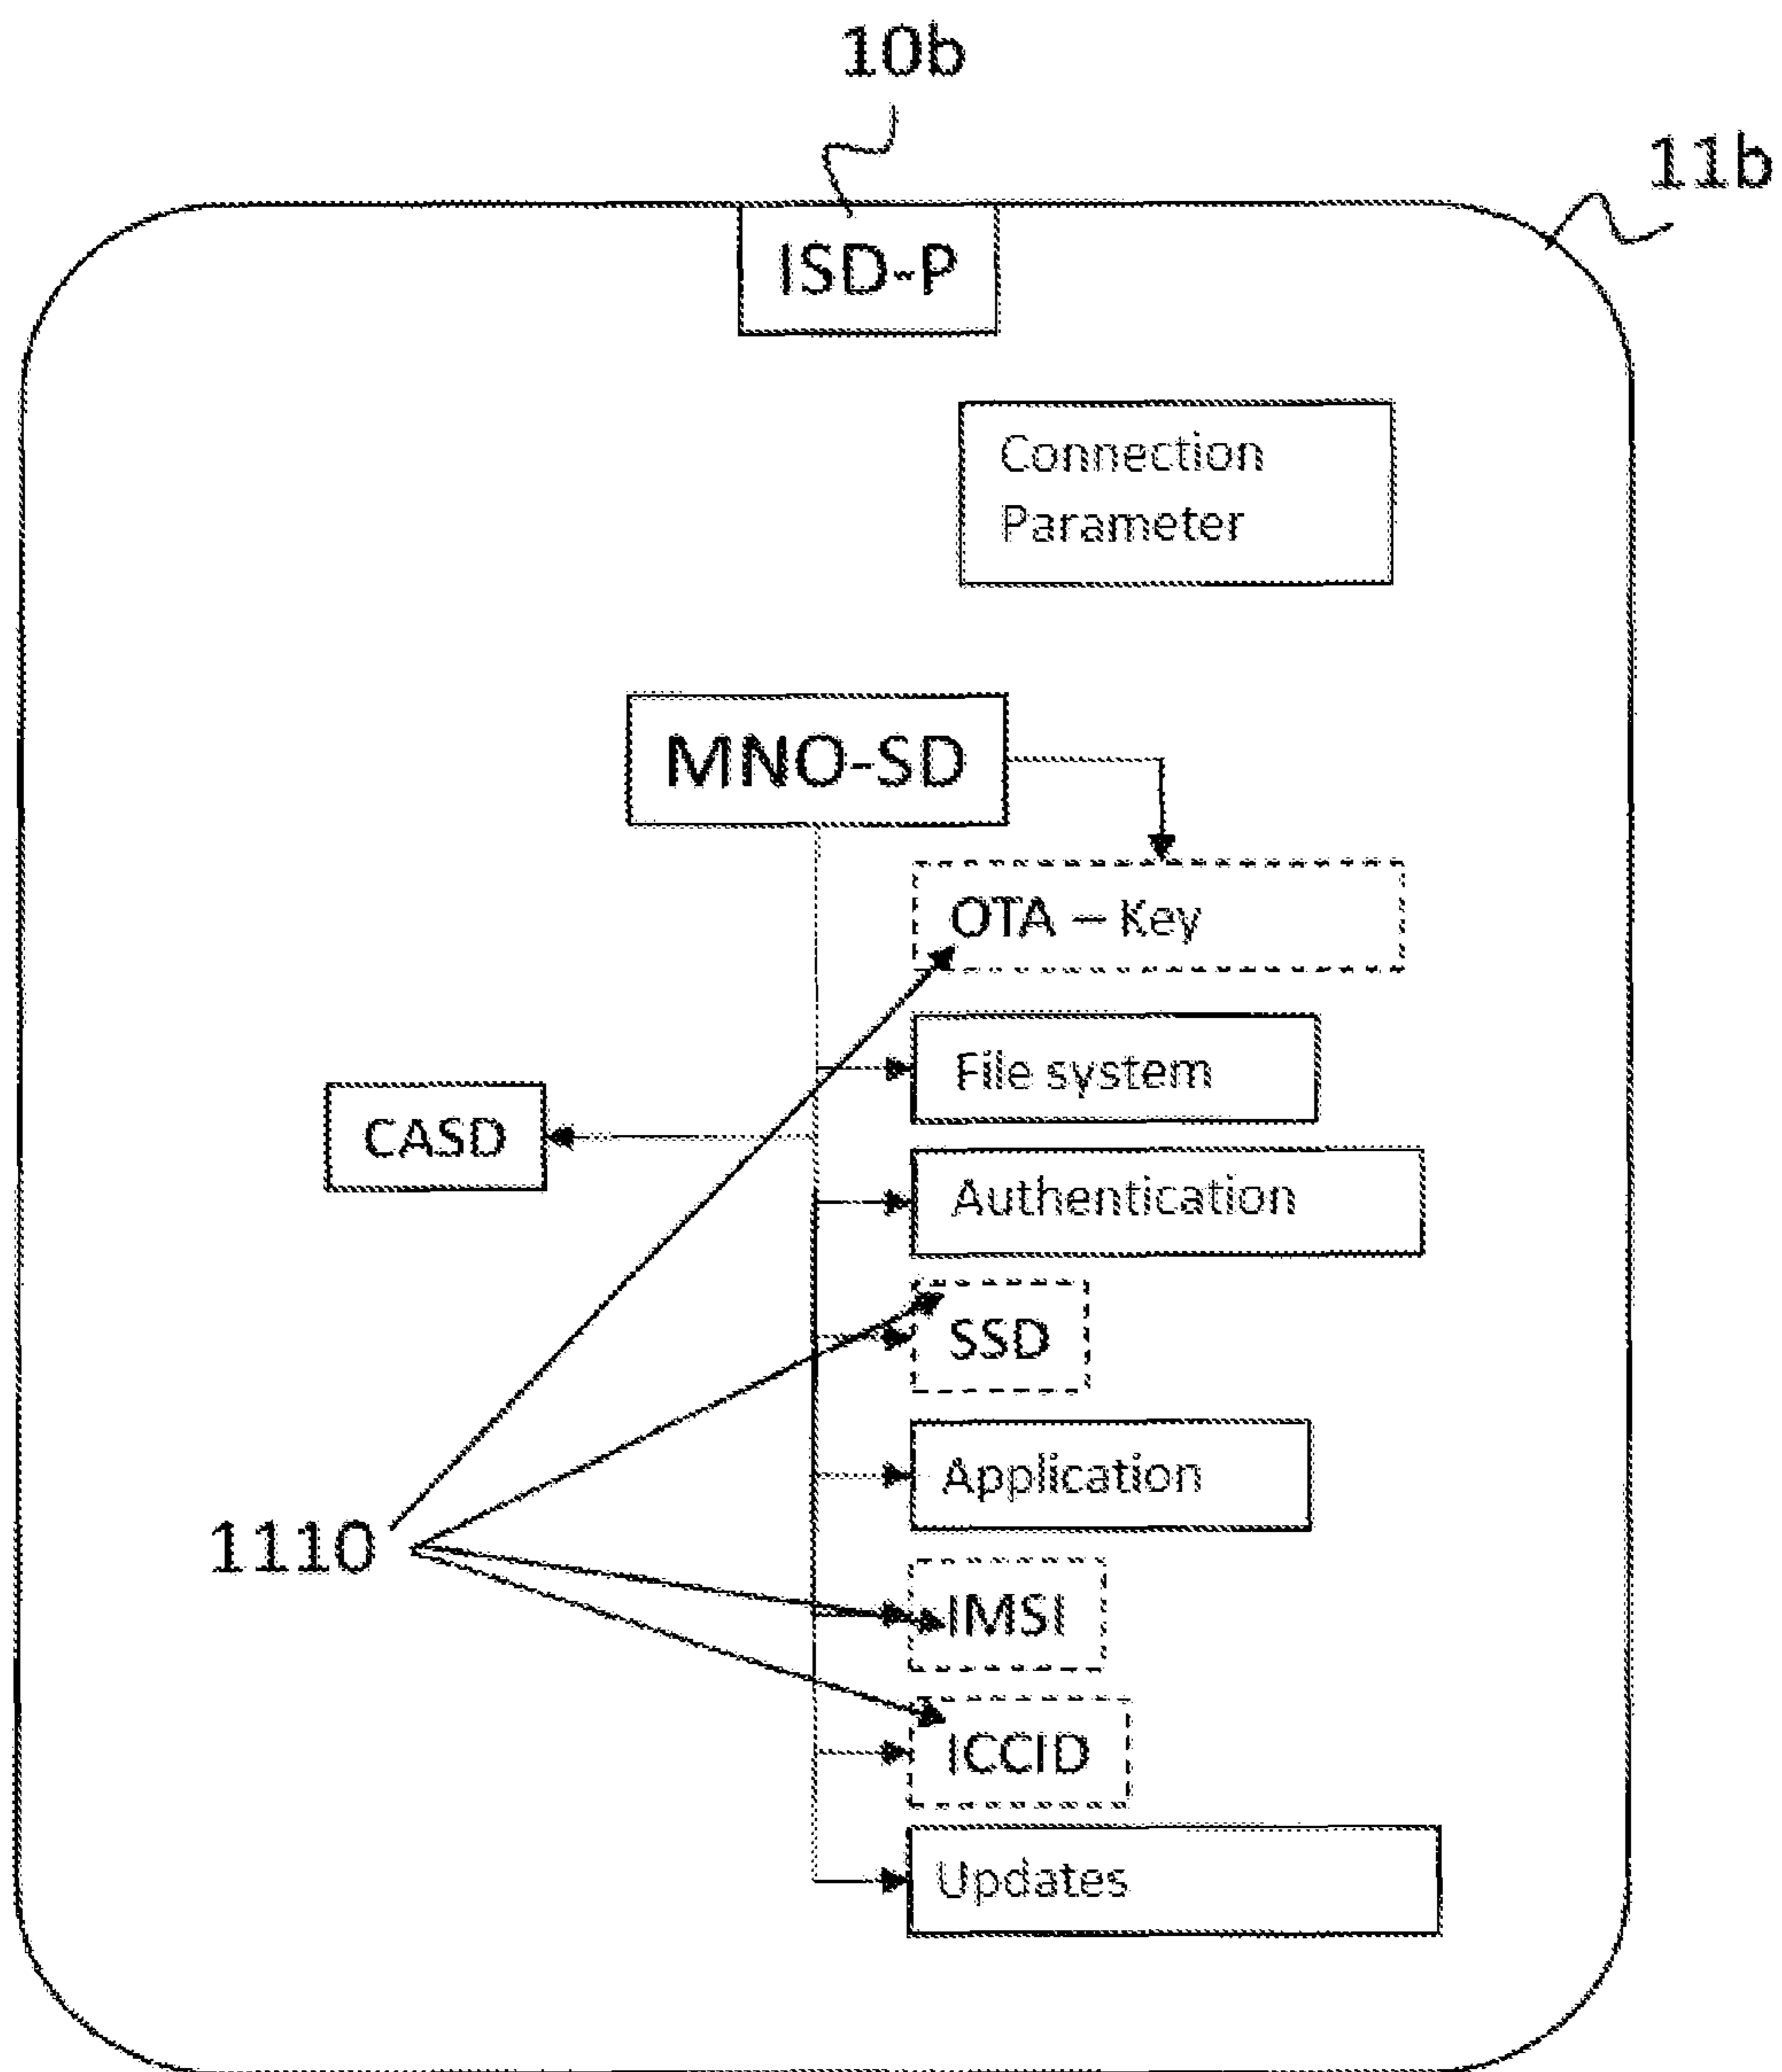 10b
11b
ISD-P
Connection
Parameter
MNO-SD
OTA – Key
File system
CASD
Authentication
SSD
Application
1110
IMSI
ICCID
Updates